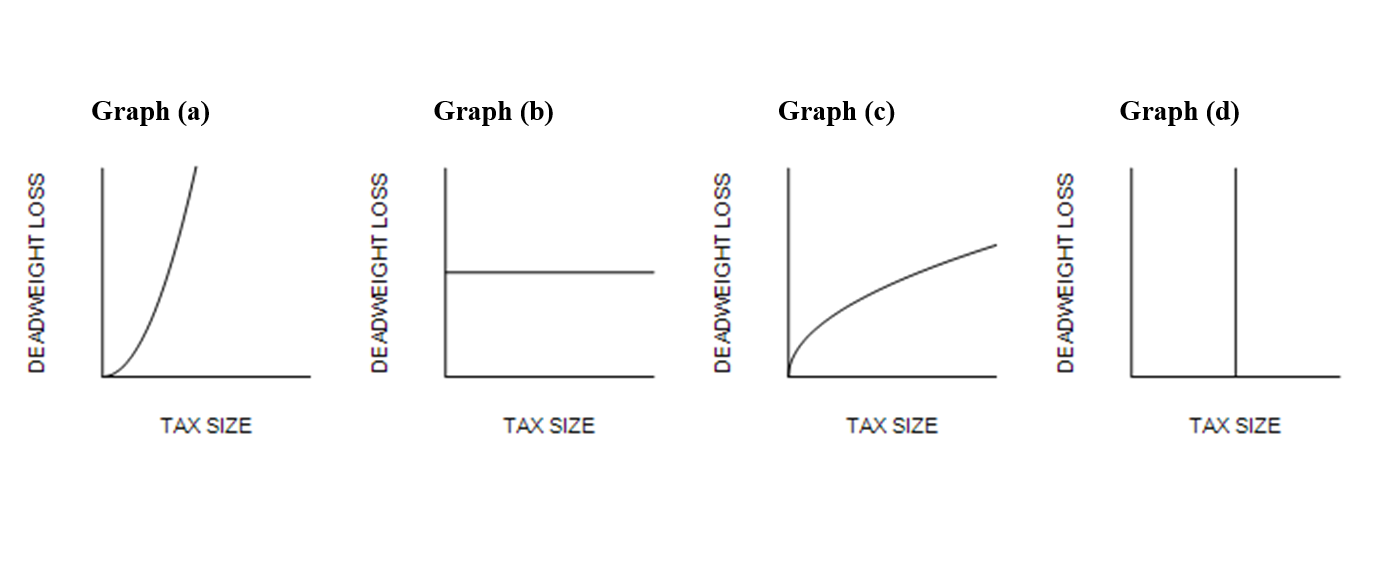 Graph (a)
Graph (b)
Graph (c)
Graph (d)
DEADWEIGHT LOSS
DEADWEIGHT LOSS
DEADWEIGHT LOSS
DEADWEIGHT LOSS
TAX SIZE
TAX SIZE
TAX SIZE
TAX SIZE